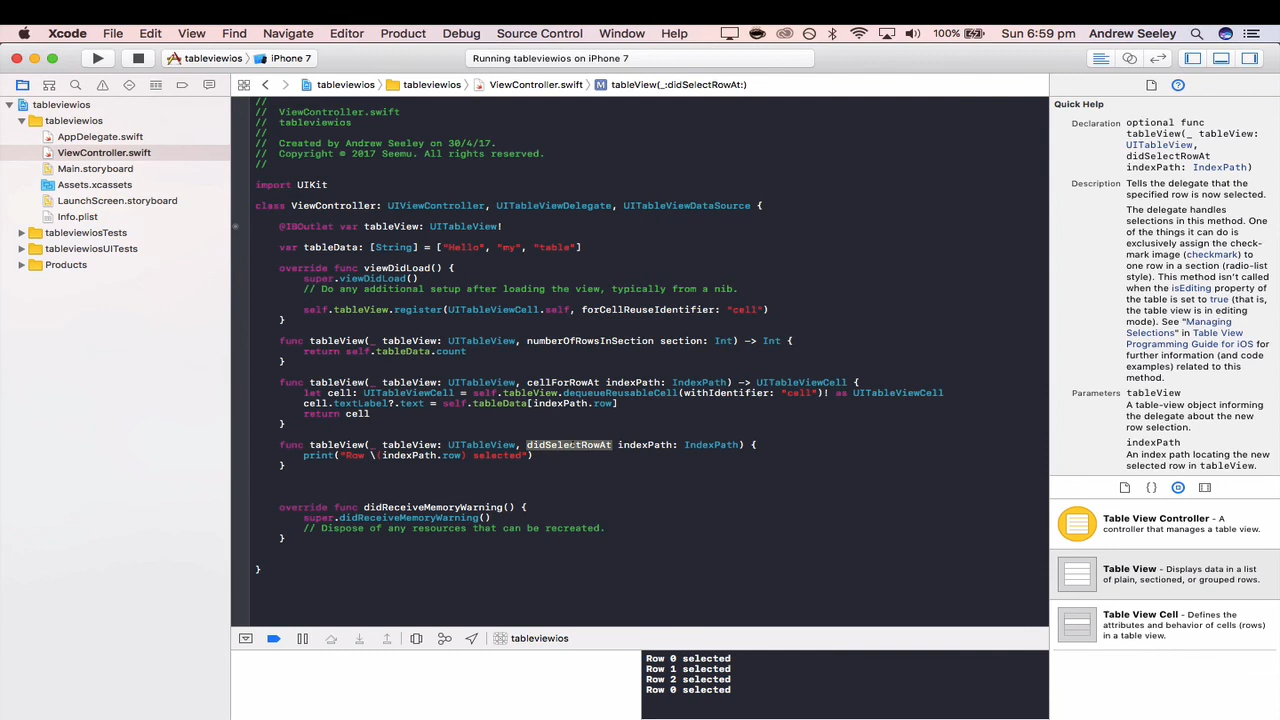 Xcode File Edit View Find Navigate Editor Product Debug Source Control Window Help 100% Sun 6:59 pm Andrew Seeley
tableviewios iPhone 7 Running tableviewios on iPhone 7
tableviewios tableviewios ViewController.swift M tableView(_:didSelectRowAt:)
tableviewios
tableviewios
AppDelegate.swift
ViewController.swift
Main.storyboard
Assets.xcassets
LaunchScreen.storyboard
Info.plist
tableviewiosTests
tableviewiosUITests
Products
//
// ViewController.swift
// tableviewios
//
// Created by Andrew Seeley on 30/4/17.
// Copyright © 2017 Seemu. All rights reserved.
//
import UIKit
class ViewController: UIViewController, UITableViewDelegate, UITableViewDataSource {
@IBOutlet var tableView: UITableView!
var tableData: [String] = ["Hello", "my", "table"]
override func viewDidLoad() {
super.viewDidLoad()
// Do any additional setup after loading the view, typically from a nib.
self.tableView.register(UITableViewCell.self, forCellReuseIdentifier: "cell")
}
func tableView(_ tableView: UITableView, numberOfRowsInSection section: Int) -> Int {
return self.tableData.count
}
func tableView(_ tableView: UITableView, cellForRowAt indexPath: IndexPath) -> UITableViewCell {
let cell: UITableViewCell = self.tableView.dequeueReusableCell(withIdentifier: "cell")! as UITableViewCell
cell.textLabel?.text = self.tableData[indexPath.row]
return cell
}
func tableView(_ tableView: UITableView, didSelectRowAt indexPath: IndexPath) {
print("Row \(indexPath.row) selected")
}
override func didReceiveMemoryWarning() {
super.didReceiveMemoryWarning()
// Dispose of any resources that can be recreated.
}
}
tableviewios
Row 0 selected
Row 1 selected
Row 2 selected
Row 0 selected
Quick Help
Declaration optional func
tableView(_ tableView:
UITableView,
didSelectRowAt
indexPath: IndexPath)
Description Tells the delegate that the
specified row is now selected.
The delegate handles
selections in this method. One
of the things it can do is
exclusively assign the check-
mark image (checkmark) to
one row in a section (radio-list
style). This method isn't called
when the isEditing property
of the table is set to true (that is,
the table view is in editing
mode). See "Managing
Selections" in Table View
Programming Guide for iOS for
further information (and code
examples) related to this
method.
Parameters tableView
A table-view object informing
the delegate about the new
row selection.
indexPath
An index path locating the new
selected row in tableView.
{ }
Table View Controller - A
controller that manages a table view.
Table View - Displays data in a list
of plain, sectioned, or grouped rows.
Table View Cell - Defines the
attributes and behavior of cells (rows)
in a table view.